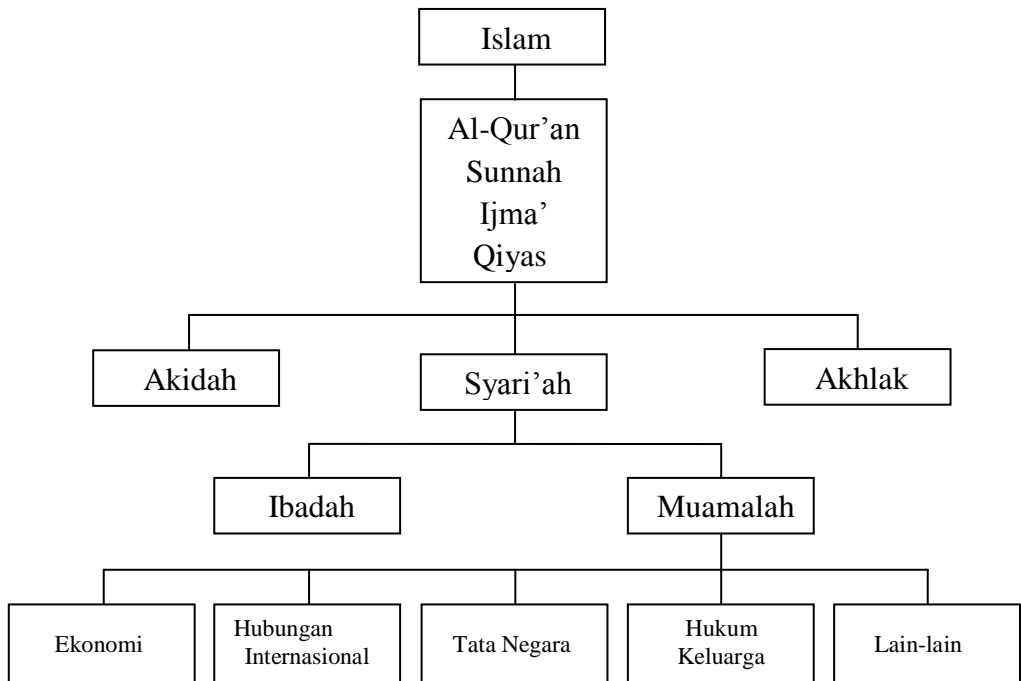 Islam
Al-Qur’an
Sunnah
Ijma’
Qiyas
Akidah
Syari’ah
Akhlak
Ibadah
Muamalah
Ekonomi
Hubungan
Internasional
Tata Negara
Hukum
Keluarga
Lain-lain